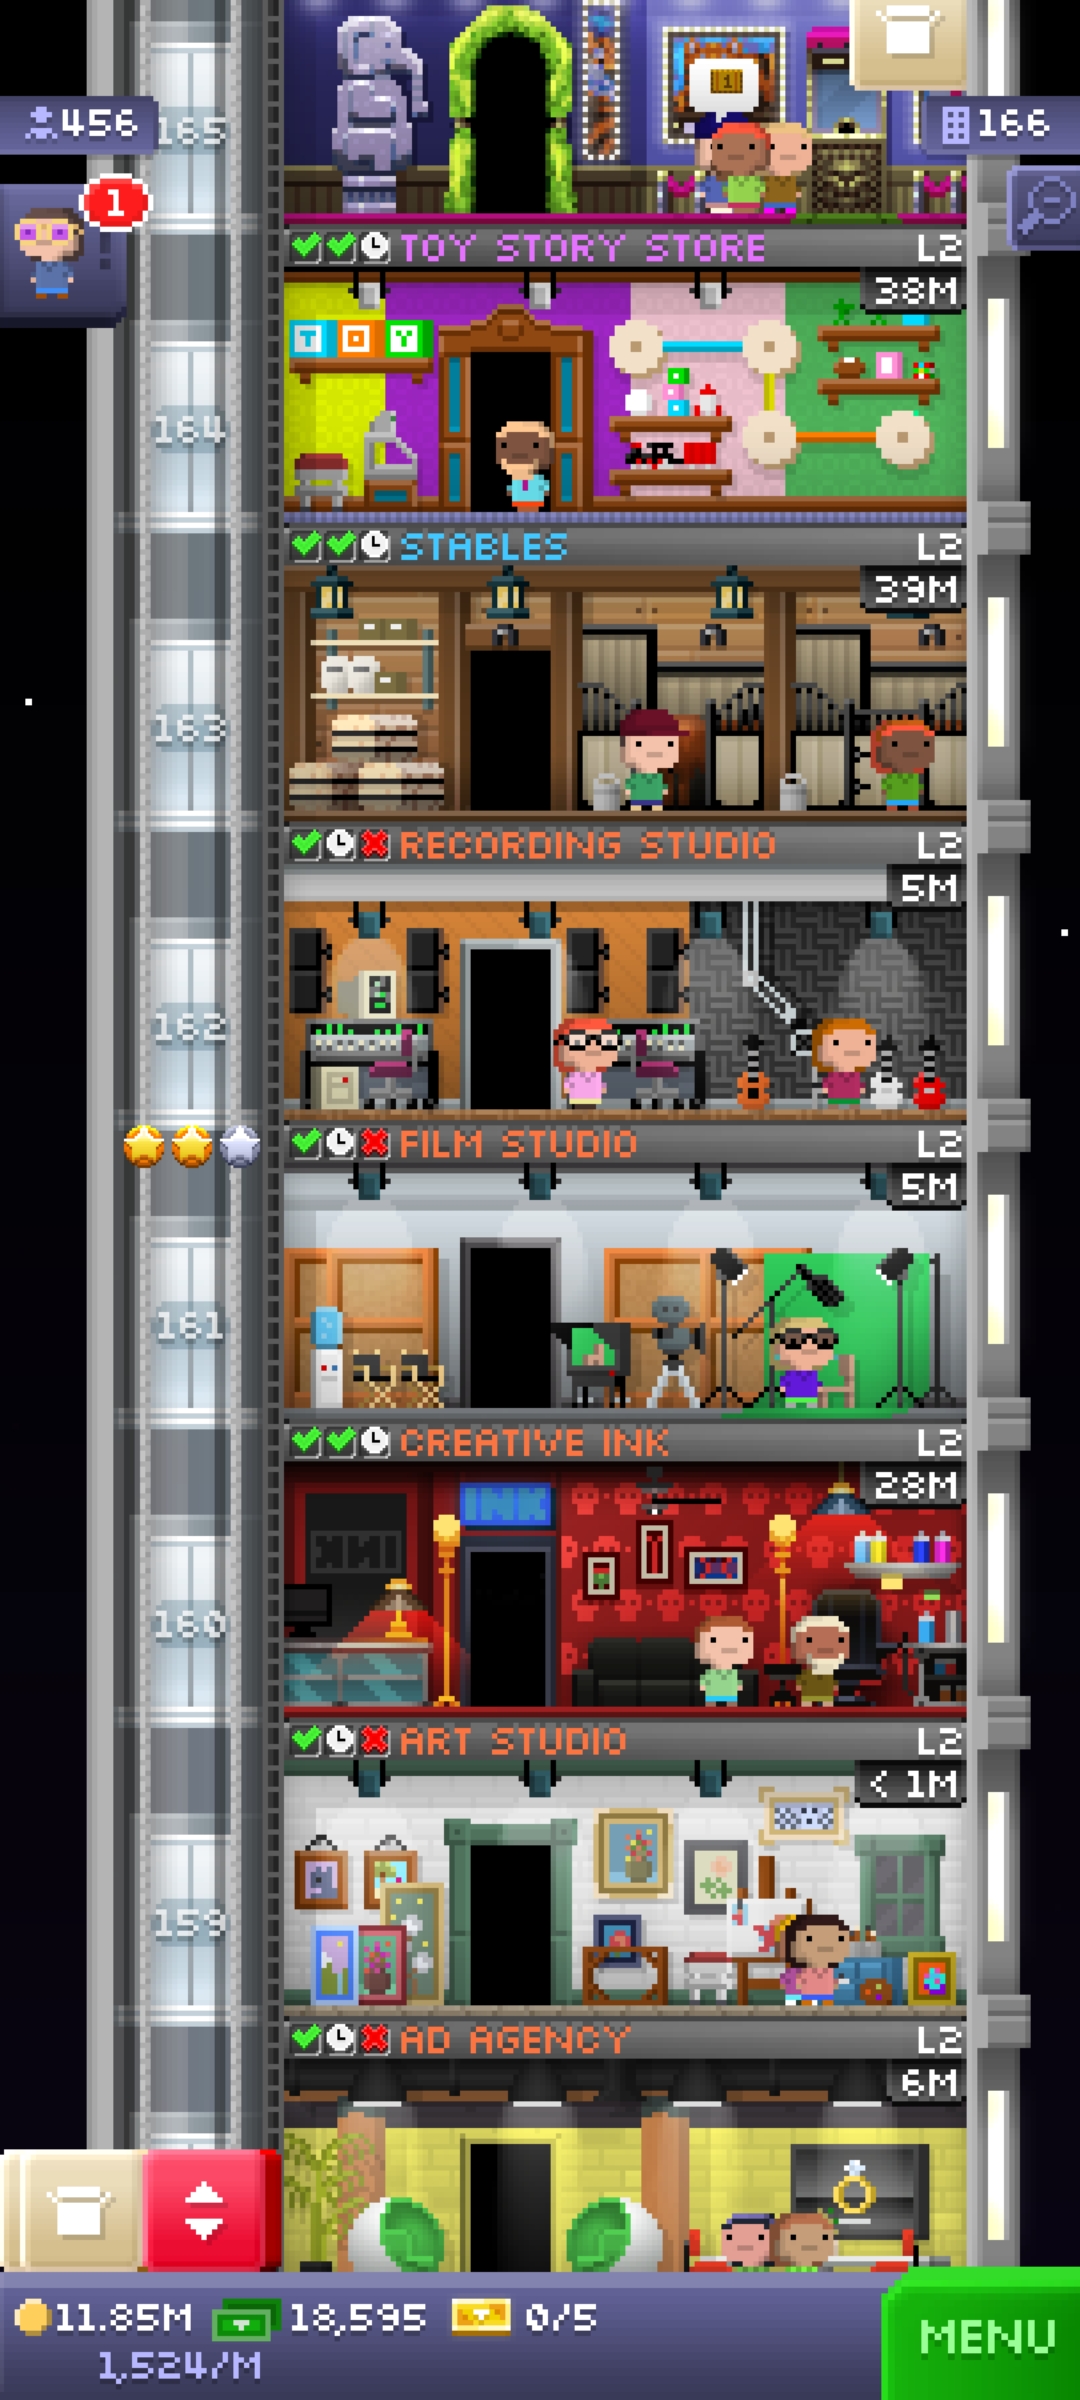 456
165
166
1
1
TOY STORY STORE L2
38M
T O Y
164
STABLES L2
39M
163
RECORDING STUDIO L2
5M
162
FILM STUDIO L2
5M
161
CREATIVE INK L2
28M
INK
160
ART STUDIO L2
< 1M
159
AD AGENCY L2
6M
11.85M 18,595 0/5
1,524/M
MENU